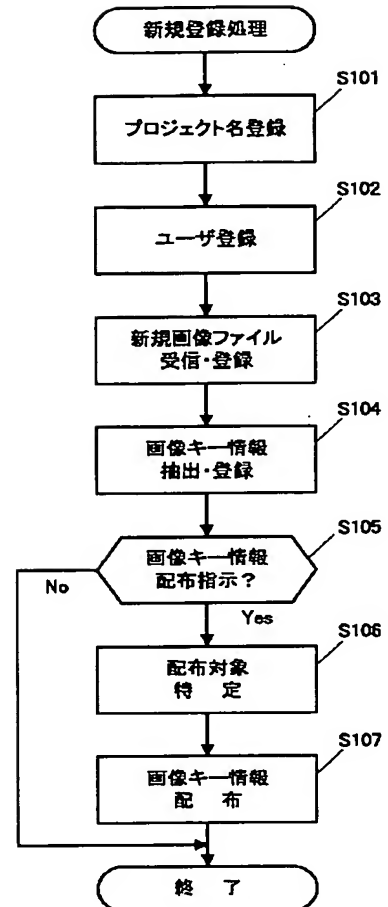 新規登録処理
S101
プロジェクト名登録
S102
ユーザ登録
S103
新規画像ファイル
受信・登録
S104
画像キー情報
抽出・登録
S105
画像キー情報
配布指示?
No
Yes
S106
配布対象
特 定
S107
画像キー情報
配 布
終 了